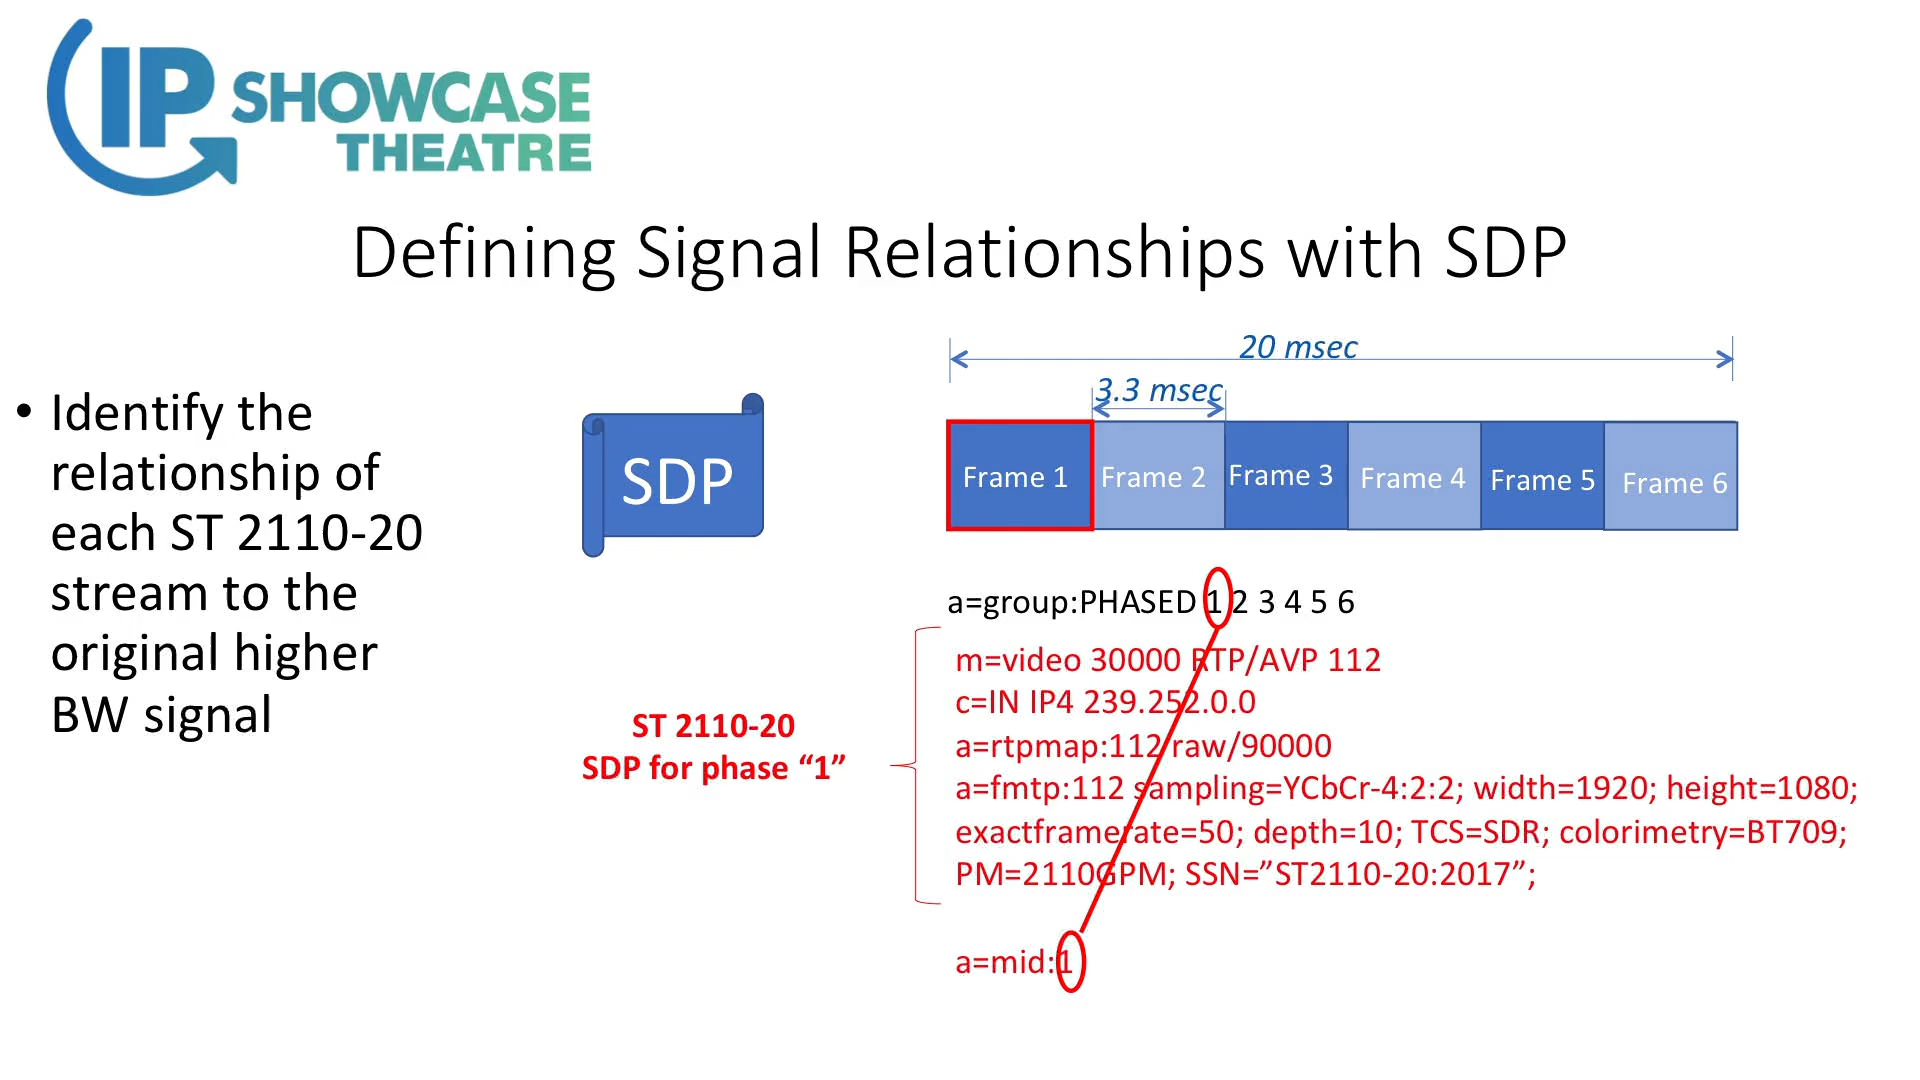 IP SHOWCASE
THEATRE
Defining Signal Relationships with SDP
• Identify the
relationship of
each ST 2110-20
stream to the
original higher
BW signal
SDP
20 msec
3.3 msec
Frame 1 Frame 2 Frame 3 Frame 4 Frame 5 Frame 6
a=group:PHASED 1 2 3 4 5 6
ST 2110-20
SDP for phase “1”
m=video 30000 RTP/AVP 112
c=IN IP4 239.252.0.0
a=rtpmap:112 raw/90000
a=fmtp:112 sampling=YCbCr-4:2:2; width=1920; height=1080;
exactframerate=50; depth=10; TCS=SDR; colorimetry=BT709;
PM=2110GPM; SSN=”ST2110-20:2017”;
a=mid:1